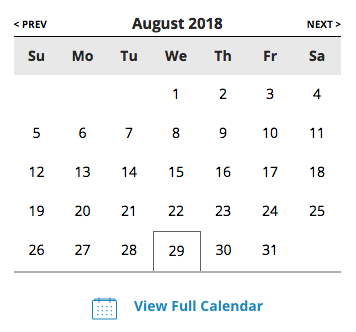 < PREV August 2018 NEXT >
Su Mo Tu We Th Fr Sa
1 2 3 4
5 6 7 8 9 10 11
12 13 14 15 16 17 18
19 20 21 22 23 24 25
26 27 28 29 30 31
View Full Calendar